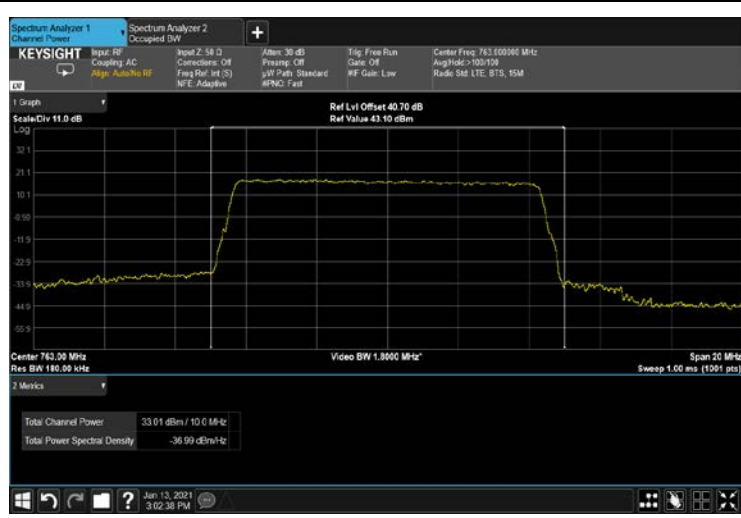 Spectrum Analyzer 1
Channel Power
Spectrum Analyzer 2
Occupied BW
KEYSIGHT
LXI
Input: RF
Coupling: AC
Align: Auto/No RF
Input Z: 50 Ω
Corrections: Off
Freq Ref: Int (S)
NFE: Adaptive
Atten: 30 dB
Preamp: Off
µW Path: Standard
#PNO: Fast
Trig: Free Run
Gate: Off
#IF Gain: Low
Center Freq: 763.000000 MHz
Avg|Hold:>100/100
Radio Std: LTE, BTS, 15M
1 Graph
Scale/Div 11.0 dB
Ref Lvl Offset 40.70 dB
Ref Value 43.10 dBm
Log
32.1
21.1
10.1
-0.90
-11.9
-22.9
-33.9
-44.9
-55.9
Center 763.00 MHz
Res BW 180.00 kHz
Video BW 1.8000 MHz*
Span 20 MHz
Sweep 1.00 ms (1001 pts)
2 Metrics
Total Channel Power 33.01 dBm / 10.0 MHz
Total Power Spectral Density -36.99 dBm/Hz
?
Jan 13, 2021
3:02:38 PM